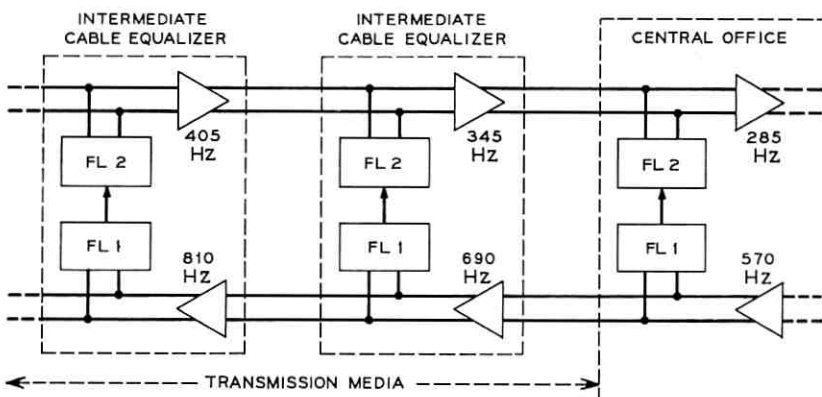 INTERMEDIATE
CABLE EQUALIZER
INTERMEDIATE
CABLE EQUALIZER
CENTRAL OFFICE
405
Hz
345
Hz
285
Hz
FL 2
FL 2
FL 2
FL 1
FL 1
FL 1
810
Hz
690
Hz
570
Hz
TRANSMISSION MEDIA